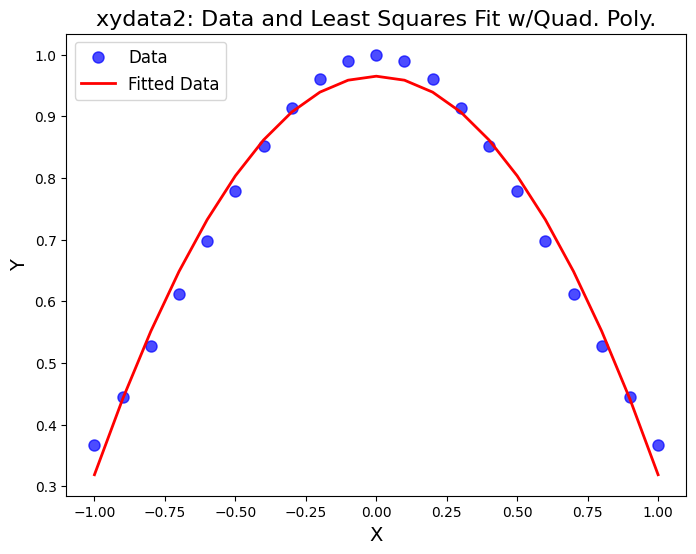 xydata2: Data and Least Squares Fit w/Quad. Poly.
Data
Fitted Data
1.0
0.9
0.8
0.7
0.6
0.5
0.4
0.3
Y
−1.00 −0.75 −0.50 −0.25 0.00 0.25 0.50 0.75 1.00
X